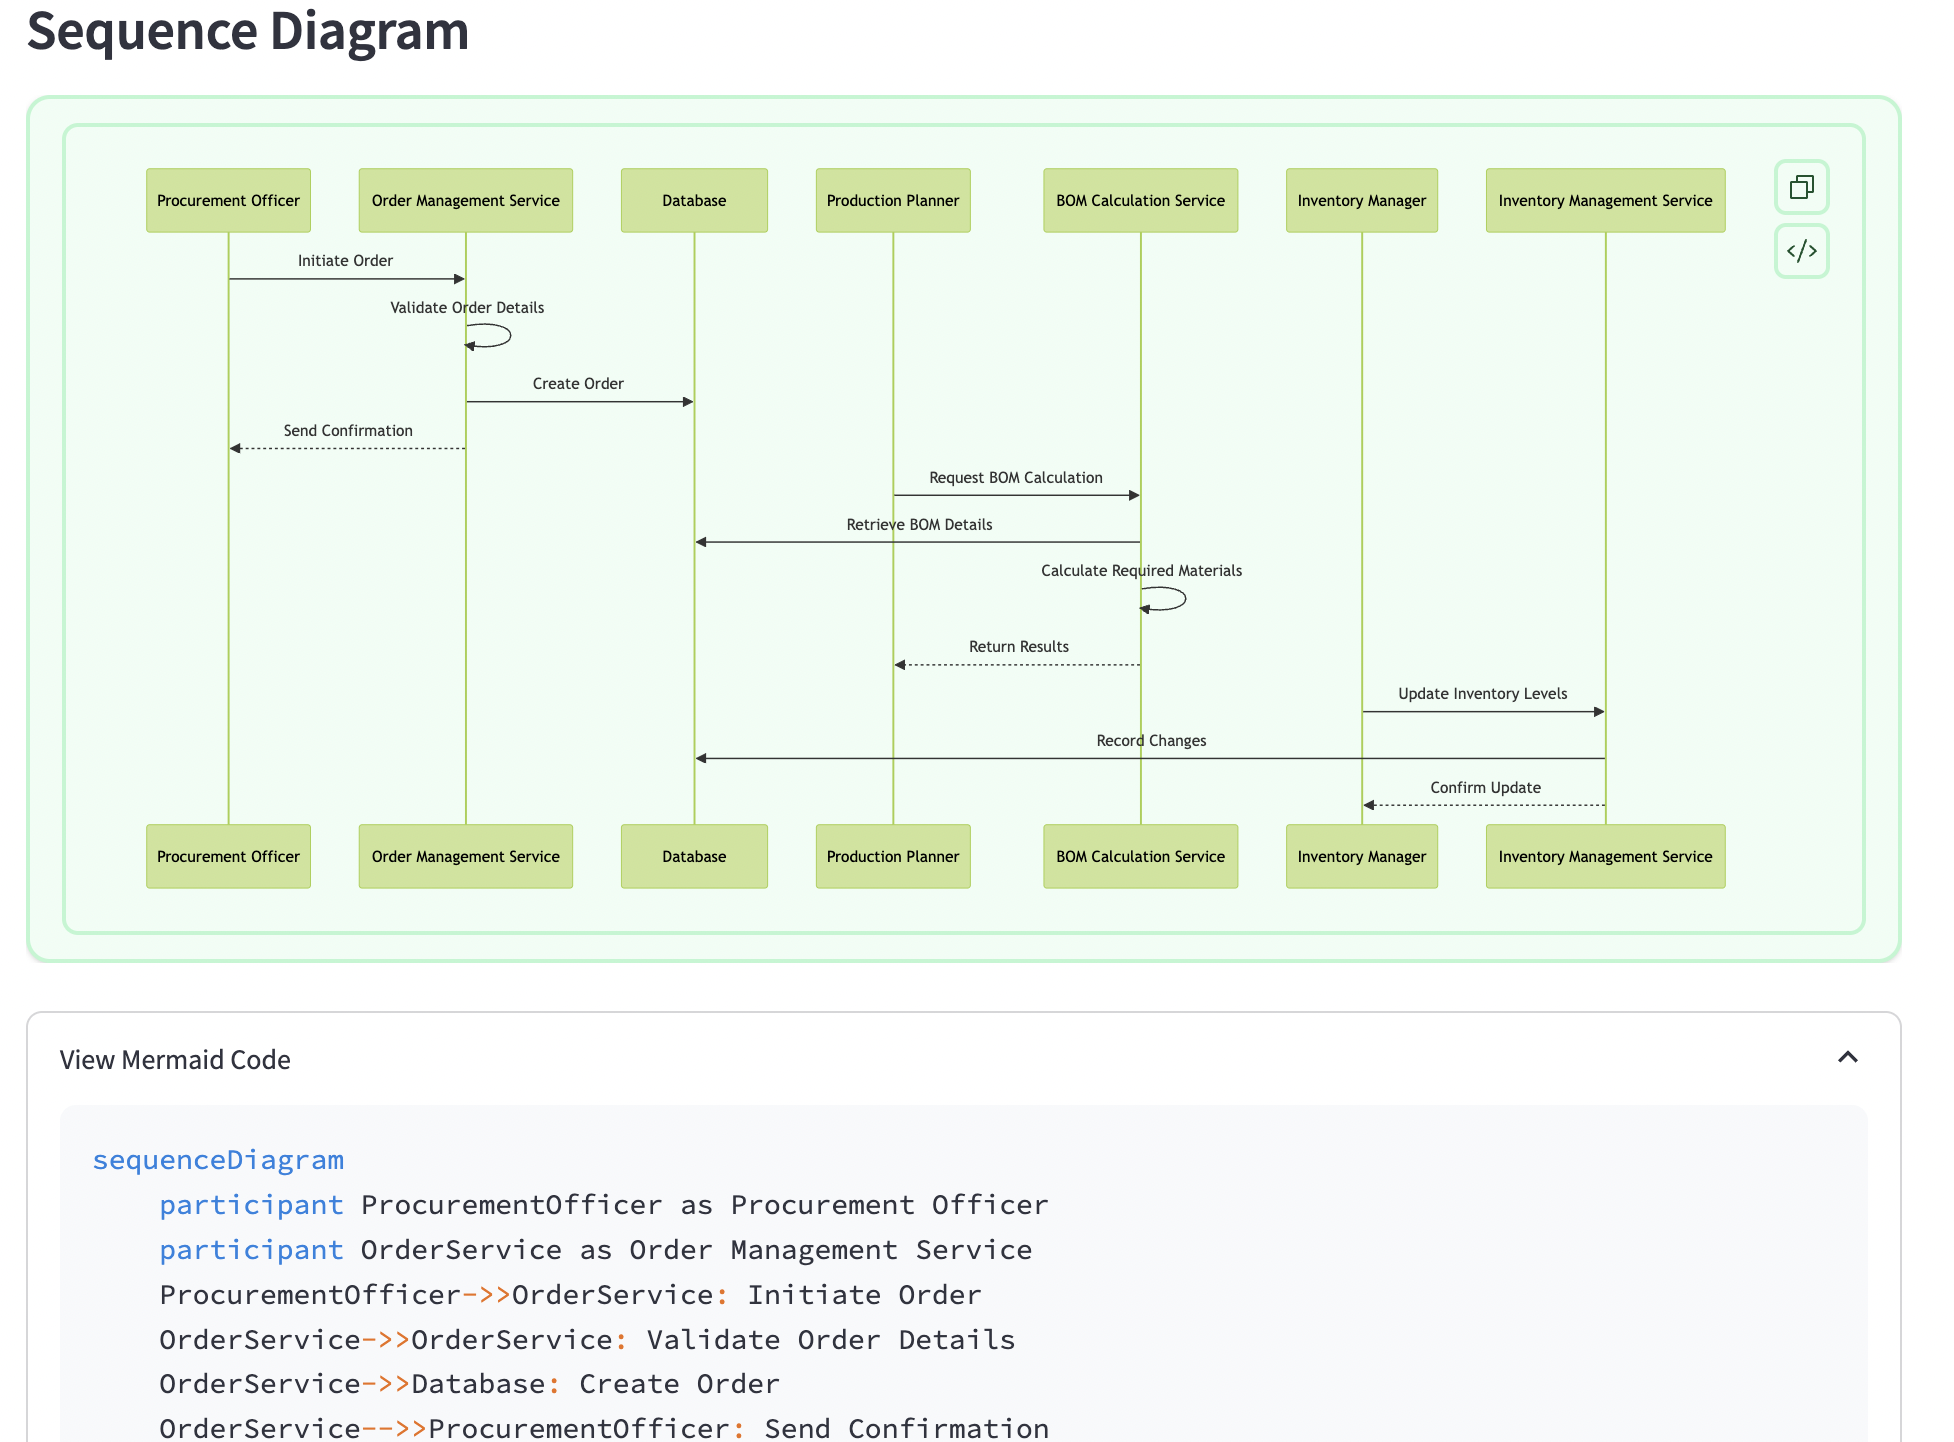 Sequence Diagram
Procurement Officer
Order Management Service
Database
Production Planner
BOM Calculation Service
Inventory Manager
Inventory Management Service
</>
Initiate Order
Validate Order Details
Create Order
Send Confirmation
Request BOM Calculation
Retrieve BOM Details
Calculate Required Materials
Return Results
Update Inventory Levels
Record Changes
Confirm Update
Procurement Officer
Order Management Service
Database
Production Planner
BOM Calculation Service
Inventory Manager
Inventory Management Service
View Mermaid Code
sequenceDiagram
participant ProcurementOfficer as Procurement Officer
participant OrderService as Order Management Service
ProcurementOfficer->>OrderService: Initiate Order
OrderService->>OrderService: Validate Order Details
OrderService->>Database: Create Order
OrderService-->>ProcurementOfficer: Send Confirmation